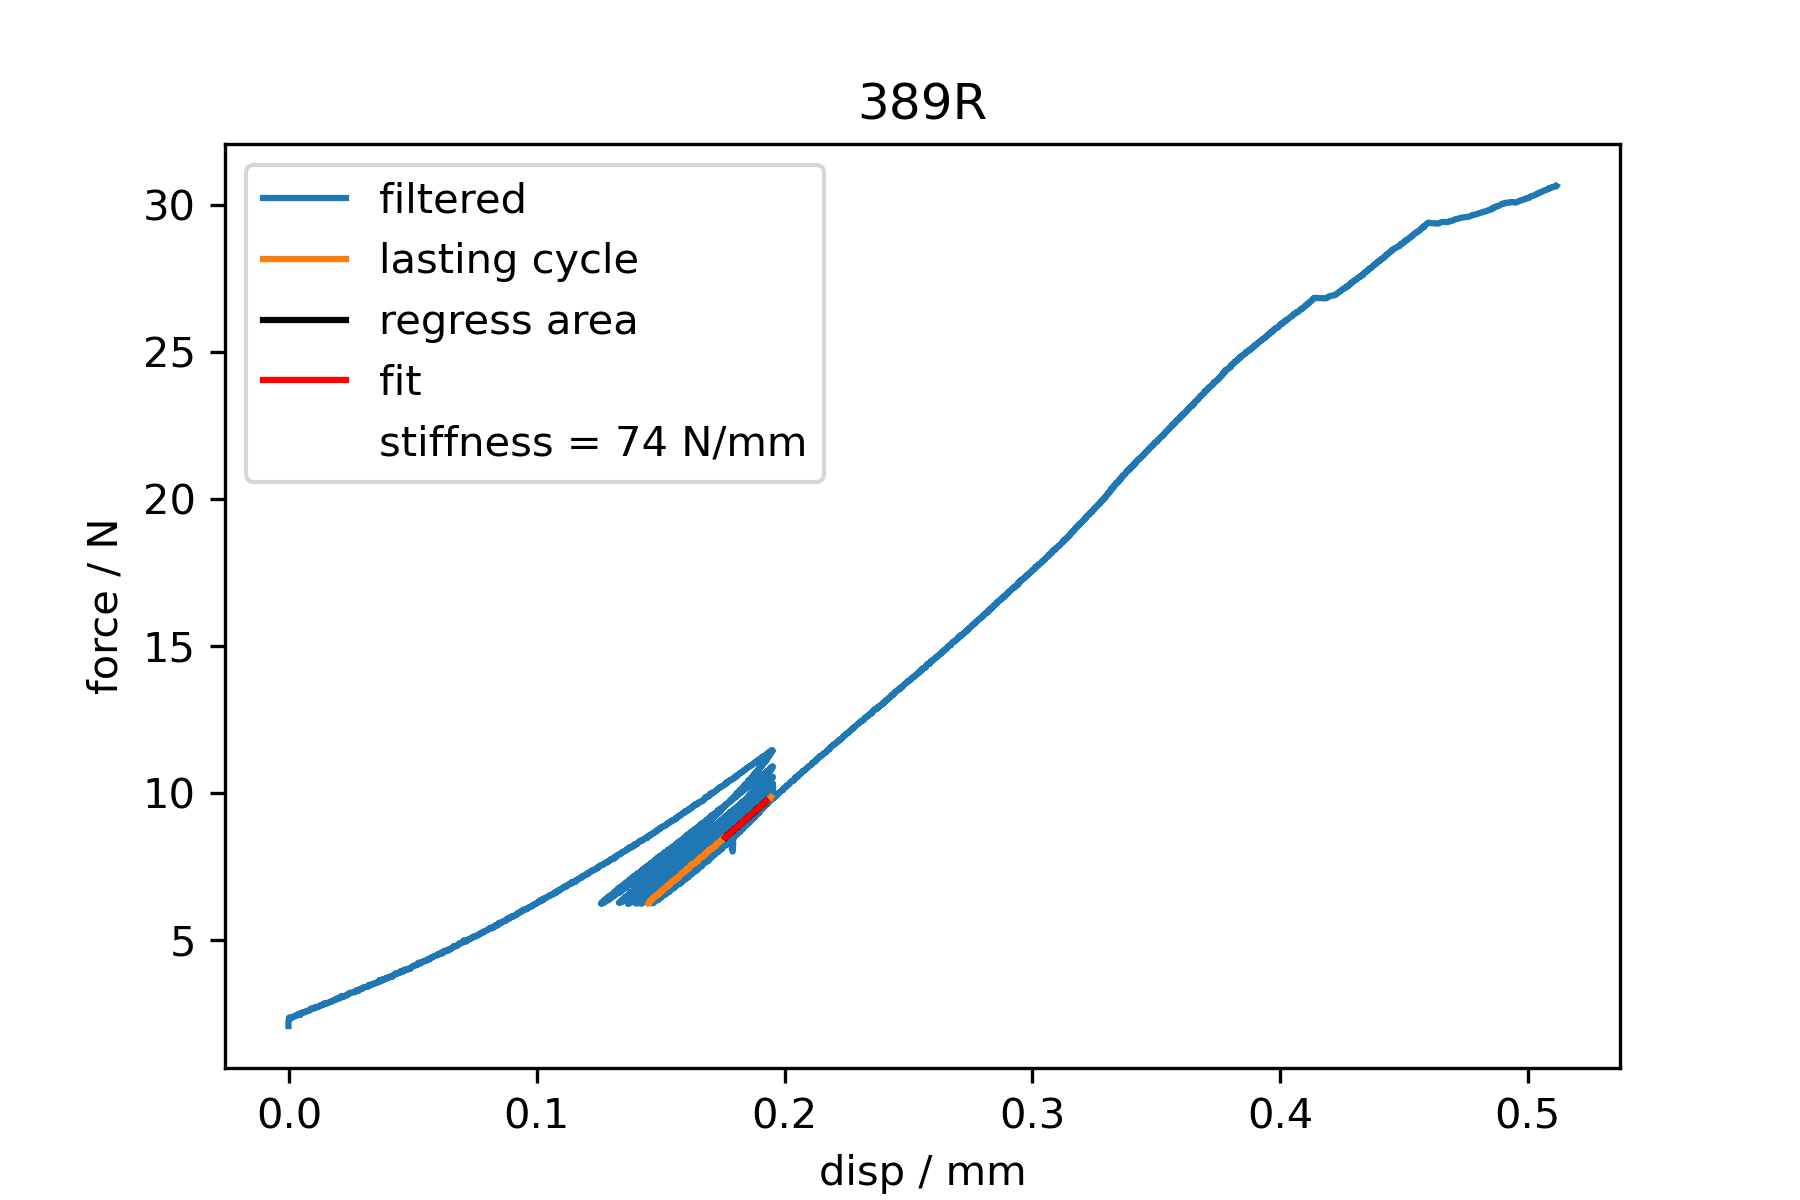 389R
filtered
lasting cycle
regress area
fit
stiffness = 74 N/mm
force / N
30
25
20
15
10
5
0.0 0.1 0.2 0.3 0.4 0.5
disp / mm